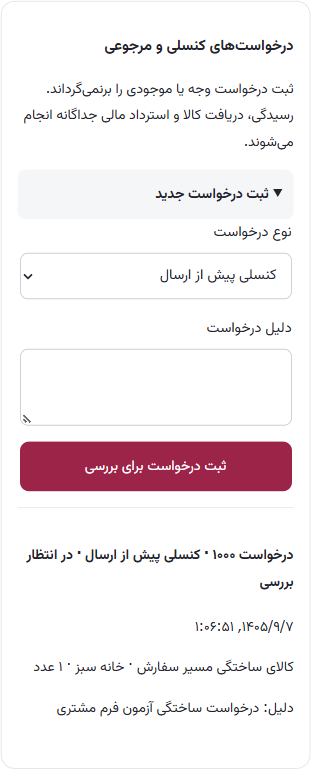 درخواست‌های کنسلی و مرجوعی
ثبت درخواست وجه یا موجودی را برنمی‌گرداند.
رسیدگی، دریافت کالا و استرداد مالی جداگانه انجام
می‌شوند.
▼ ثبت درخواست جدید
نوع درخواست
کنسلی پیش از ارسال
دلیل درخواست
ثبت درخواست برای بررسی
درخواست ۱۰۰۰ · کنسلی پیش از ارسال · در انتظار
بررسی
۱۴۰۵/۹/۷, ۱:۰۶:۵۱
کالای ساختگی مسیر سفارش · خانه سبز · ۱ عدد
دلیل: درخواست ساختگی آزمون فرم مشتری